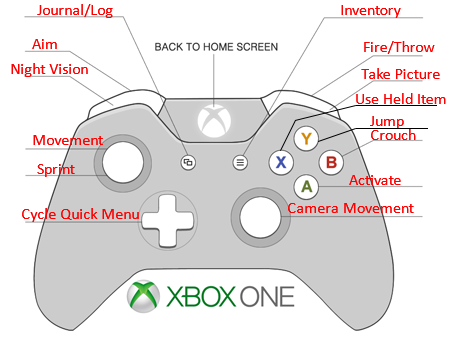 Journal/Log
Inventory
Aim
BACK TO HOME SCREEN
Fire/Throw
Night Vision
Take Picture
Use Held Item
Jump
Crouch
Movement
Y
X
B
Sprint
A
Activate
Cycle Quick Menu
Camera Movement
XBOX ONE